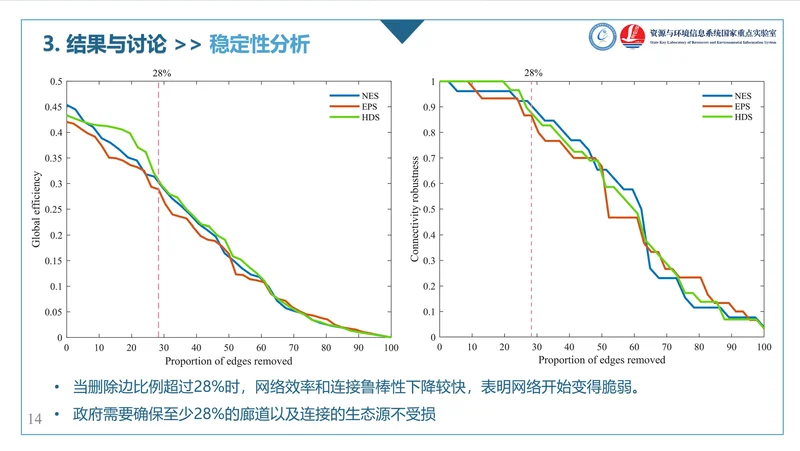 3. 结果与讨论 >> 稳定性分析
资源与环境信息系统国家重点实验室
State Key Laboratory of Resources and Environmental Information System
28%
0.5
0.45
0.4
0.35
0.3
0.25
0.2
0.15
0.1
0.05
0
Global efficiency
NES
EPS
HDS
0 10 20 30 40 50 60 70 80 90 100
Proportion of edges removed
28%
1
0.9
0.8
0.7
0.6
0.5
0.4
0.3
0.2
0.1
0
Connectivity robustness
NES
EPS
HDS
0 10 20 30 40 50 60 70 80 90 100
Proportion of edges removed
• 当删除边比例超过28%时，网络效率和连接鲁棒性下降较快，表明网络开始变得脆弱。
• 政府需要确保至少28%的廊道以及连接的生态源不受损
14